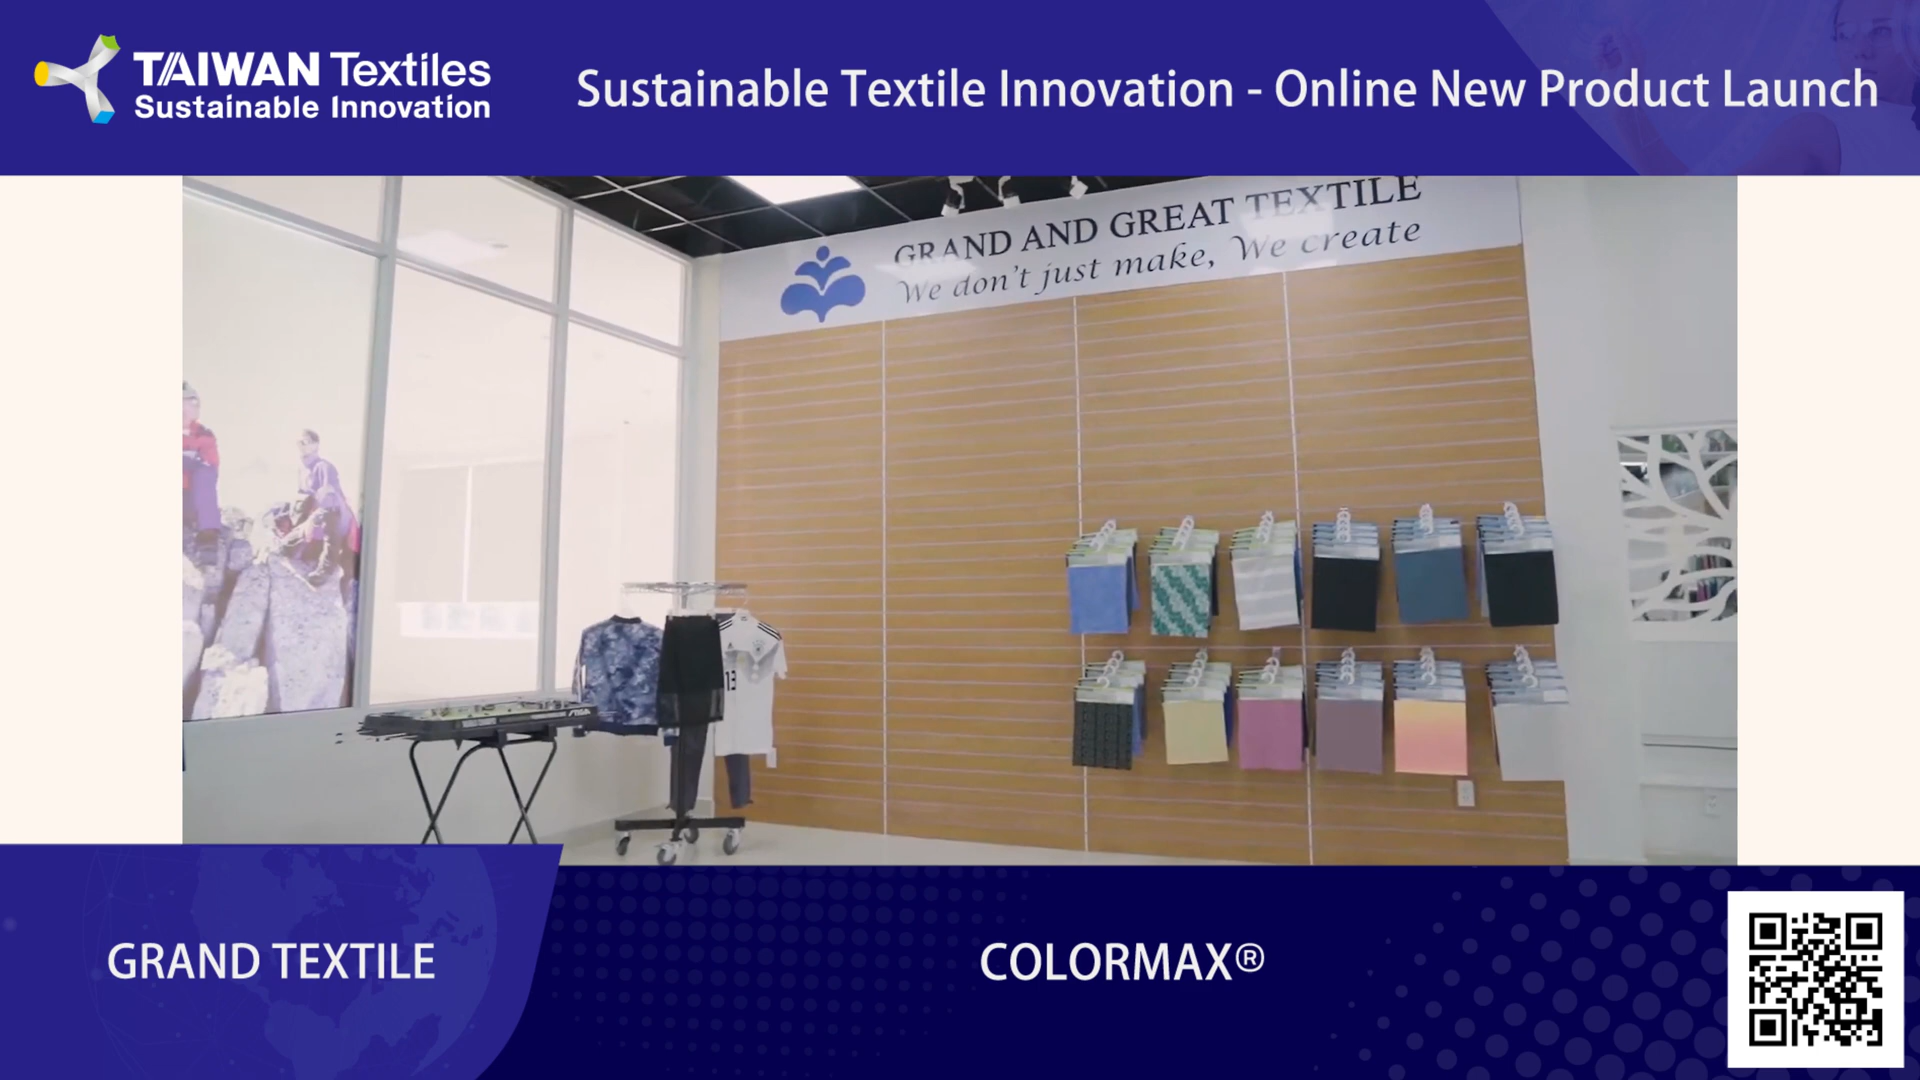 TAIWAN Textiles
Sustainable Innovation
Sustainable Textile Innovation - Online New Product Launch
GRAND AND GREAT TEXTILE
We don't just make, We create
13
GRAND TEXTILE
COLORMAX®